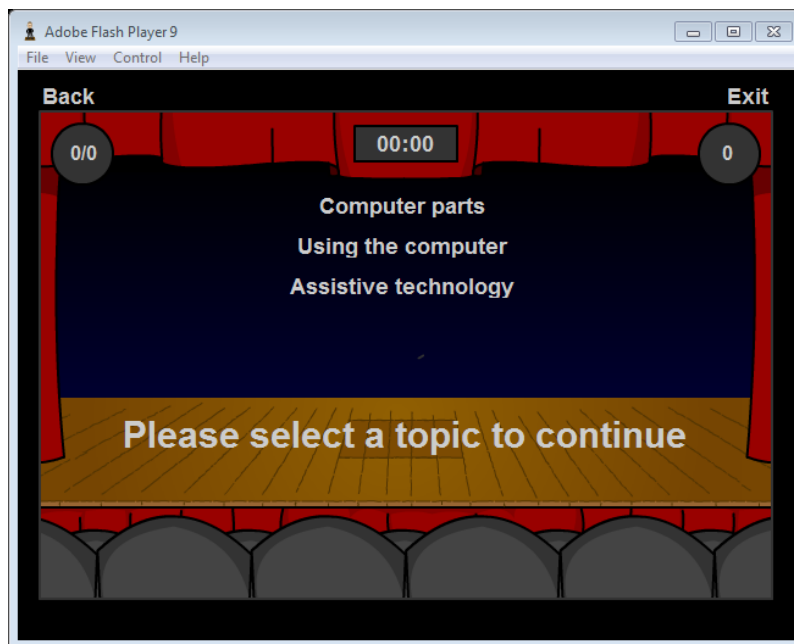 Adobe Flash Player 9
File View Control Help
Back Exit
0/0 00:00 0
Computer parts
Using the computer
Assistive technology
Please select a topic to continue